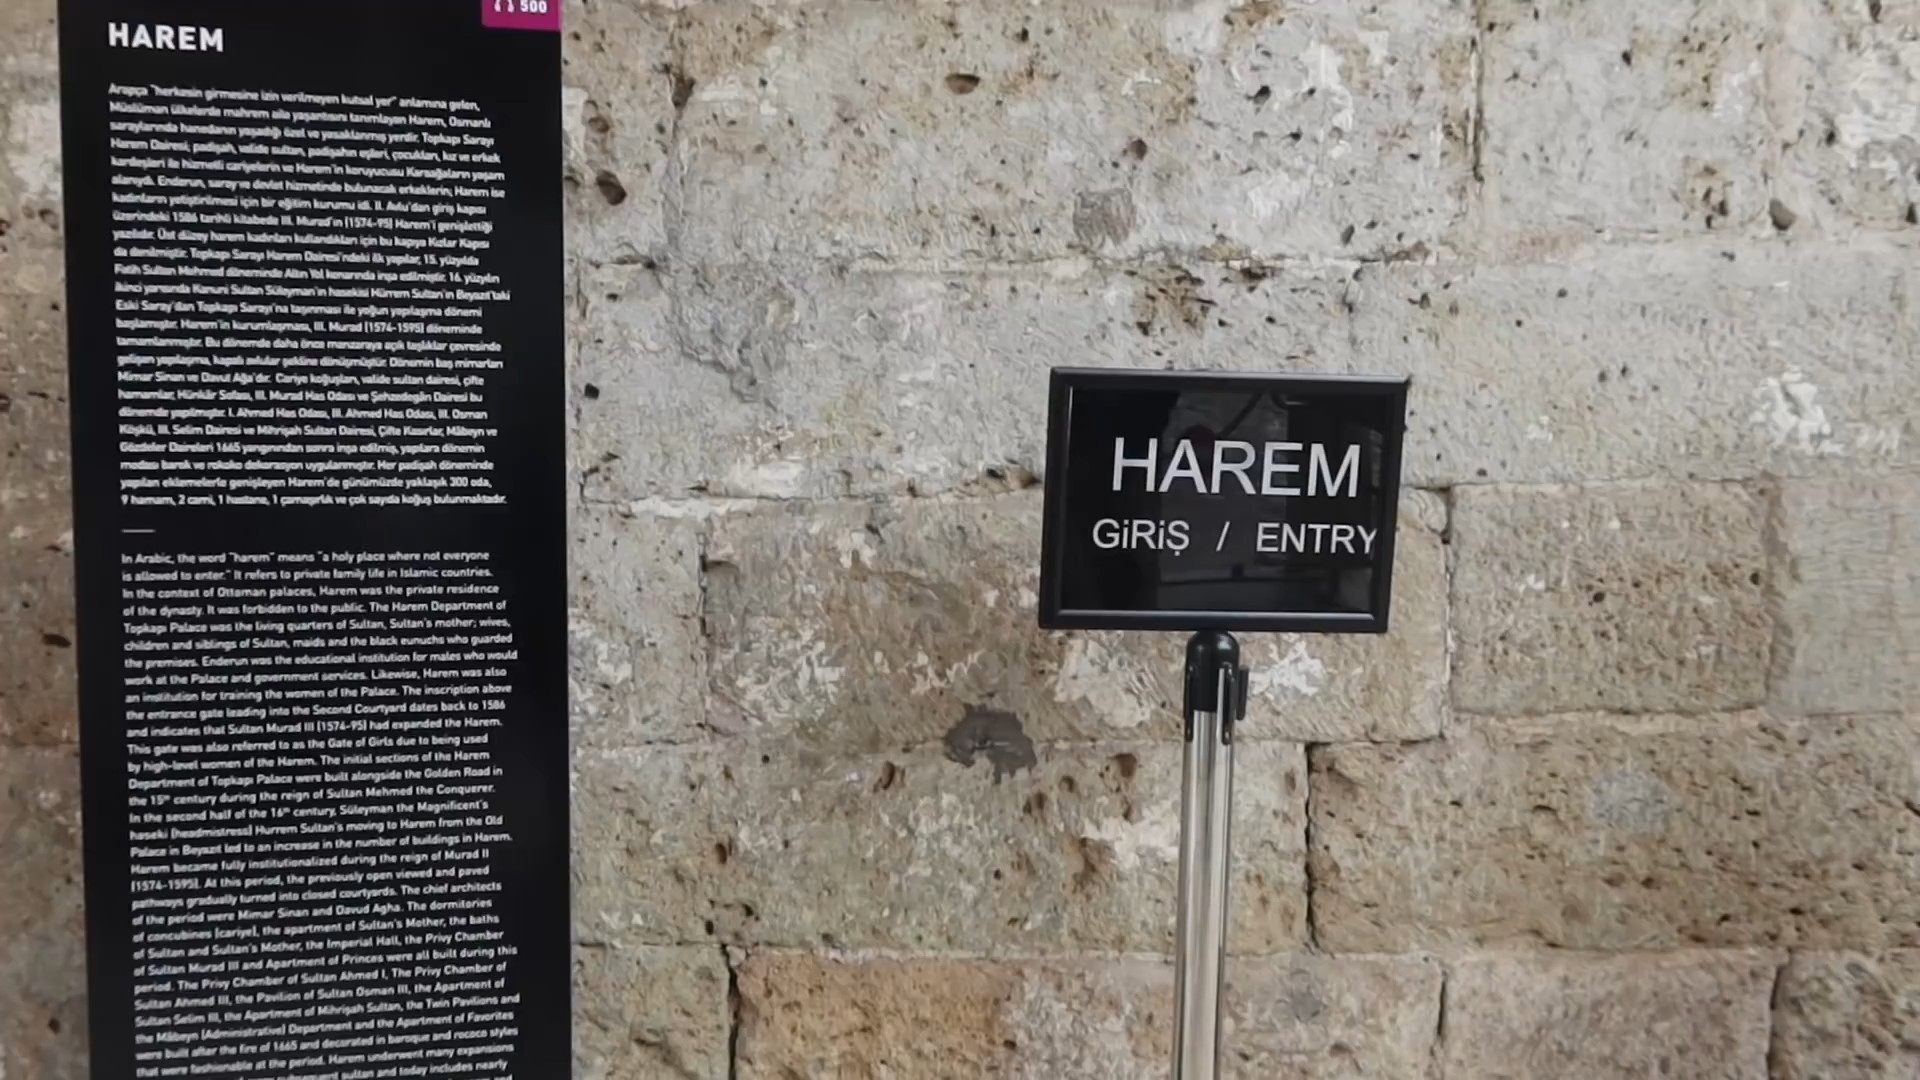 500
HAREM
Arapça "herkesin girmesine izin verilmeyen kutsal yer" anlamına gelen,
Müslüman ülkelerde mahrem aile yaşantısını tanımlayan Harem, Osmanlı
saraylarında hanedanın yaşadığı özel ve yasaklanmış yerdir. Topkapı Sarayı
Harem Dairesi; padişah, valide sultan, padişahın eşleri, çocukları, kız ve erkek
kardeşleri ile hizmetli cariyelerin ve Harem'in koruyucusu Karaağaların yaşam
alanıydı. Enderun, saray ve devlet hizmetinde bulunacak erkeklerin; Harem ise
kadınların yetiştirilmesi için bir eğitim kurumu idi. II. Avlu'dan giriş kapısı
üzerindeki 1586 tarihli kitabede III. Murad'ın (1574-95) Harem'i genişlettiği
yazılıdır. Üst düzey harem kadınları kullandıkları için bu kapıya Kızlar Kapısı
da denilmiştir. Topkapı Sarayı Harem Dairesi'ndeki ilk yapılar, 15. yüzyılda
Fatih Sultan Mehmed döneminde Altın Yol kenarında inşa edilmiştir. 16. yüzyılın
ikinci yarısında Kanuni Sultan Süleyman'ın hasekisi Hürrem Sultan'ın Beyazıt'taki
Eski Saray'dan Topkapı Sarayı'na taşınması ile yoğun yapılaşma dönemi
başlamıştır. Harem'in kurumlaşması, III. Murad (1574-1595) döneminde
tamamlanmıştır. Bu dönemde daha önce manzaraya açık taşlıklar çevresinde
gelişen yapılaşma, kapalı avlular şekline dönüşmüştür. Dönemin baş mimarları
Mimar Sinan ve Davut Ağa'dır. Cariye koğuşları, valide sultan dairesi, çifte
hamamlar, Hünkâr Sofası, III. Murad Has Odası ve Şehzedegân Dairesi bu
dönemde yapılmıştır. I. Ahmed Has Odası, III. Ahmed Has Odası, III. Osman
Köşkü, III. Selim Dairesi ve Mihrişah Sultan Dairesi, Çifte Kasırlar, Mâbeyn ve
Gözdeler Daireleri 1665 yangınından sonra inşa edilmiş, yapılara dönemin
modası barok ve rokoko dekorasyon uygulanmıştır. Her padişah döneminde
yapılan eklemelerle genişleyen Harem'de günümüzde yaklaşık 300 oda,
9 hamam, 2 cami, 1 hastane, 1 çamaşırlık ve çok sayıda koğuş bulunmaktadır.
In Arabic, the word "harem" means "a holy place where not everyone
is allowed to enter." It refers to private family life in Islamic countries.
In the context of Ottoman palaces, Harem was the private residence
of the dynasty. It was forbidden to the public. The Harem Department of
Topkapı Palace was the living quarters of Sultan, Sultan's mother; wives,
children and siblings of Sultan, maids and the black eunuchs who guarded
the premises. Enderun was the educational institution for males who would
work at the Palace and government services. Likewise, Harem was also
an institution for training the women of the Palace. The inscription above
the entrance gate leading into the Second Courtyard dates back to 1586
and indicates that Sultan Murad III (1574-95) had expanded the Harem.
This gate was also referred to as the Gate of Girls due to being used
by high-level women of the Harem. The initial sections of the Harem
Department of Topkapı Palace were built alongside the Golden Road in
the 15th century during the reign of Sultan Mehmed the Conquerer.
In the second half of the 16th century, Süleyman the Magnificent's
haseki (headmistress) Hurrem Sultan's moving to Harem from the Old
Palace in Beyazıt led to an increase in the number of buildings in Harem.
Harem became fully institutionalized during the reign of Murad II
(1574-1595). At this period, the previously open viewed and paved
pathways gradually turned into closed courtyards. The chief architects
of the period were Mimar Sinan and Davud Agha. The dormitories
of concubines (cariye), the apartment of Sultan's Mother, the baths
of Sultan and Sultan's Mother, the Imperial Hall, the Privy Chamber
of Sultan Murad III and Apartment of Princes were all built during this
period. The Privy Chamber of Sultan Ahmed I, The Privy Chamber of
Sultan Ahmed III, the Pavilion of Sultan Osman III, the Apartment of
Sultan Selim III, the Apartment of Mihrişah Sultan, the Twin Pavilions and
the Mâbeyn (Administrative) Department and the Apartment of Favorites
were built after the fire of 1665 and decorated in baroque and rococo styles
that were fashionable at the period. Harem underwent many expansions
subsequent sultan and today includes nearly
HAREM
GiRiŞ / ENTRY